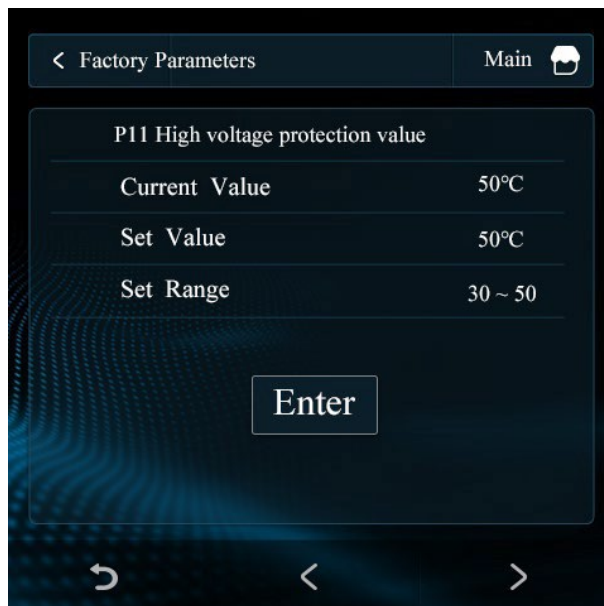 Factory Parameters Main
P11 High voltage protection value
Current Value 50℃
Set Value 50℃
Set Range 30 ~ 50
Enter